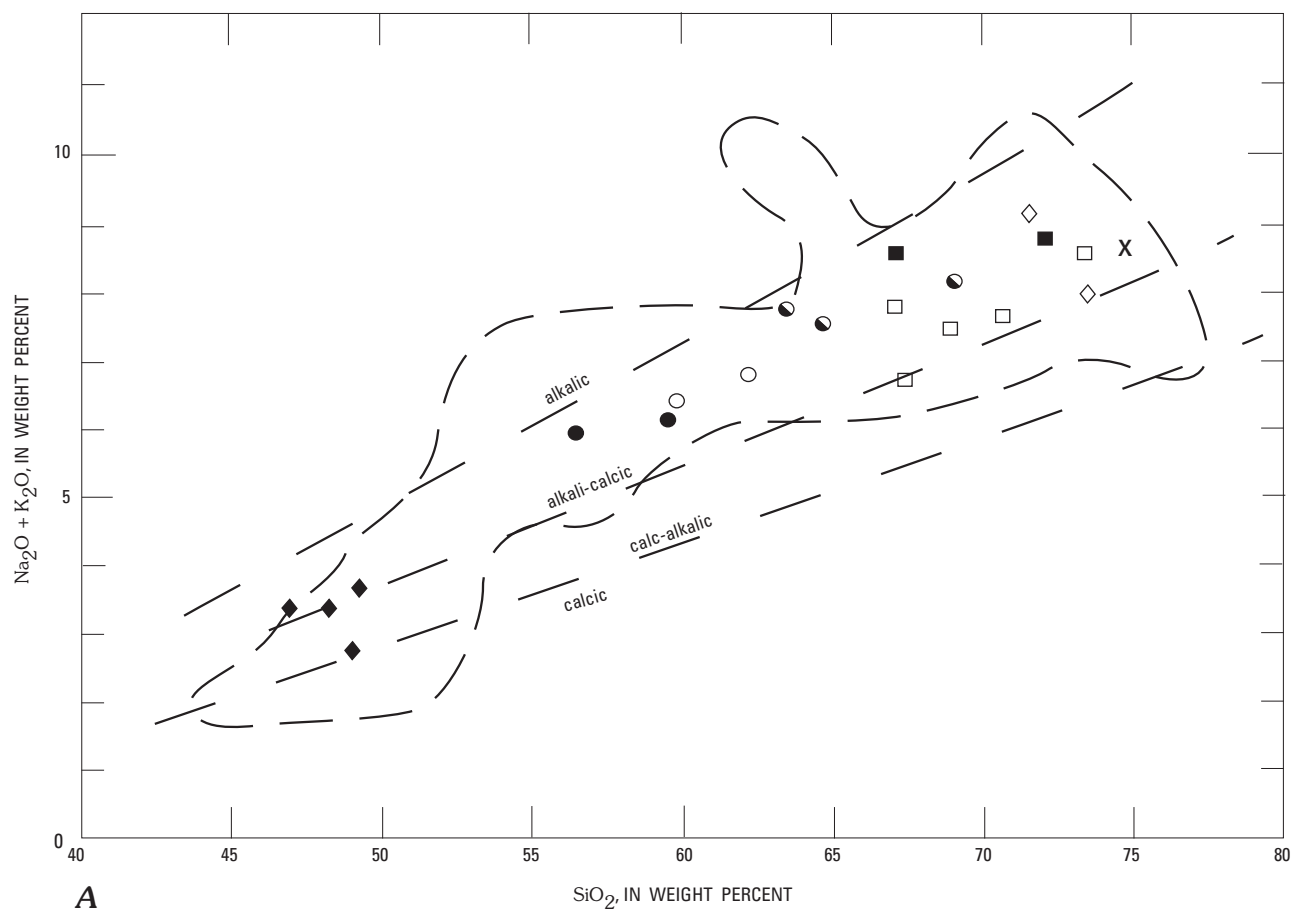 10
5
0
Na2O + K2O, IN WEIGHT PERCENT
alkalic
alkali-calcic
calc-alkalic
calcic
X
40 45 50 55 60 65 70 75 80
A
SiO2, IN WEIGHT PERCENT